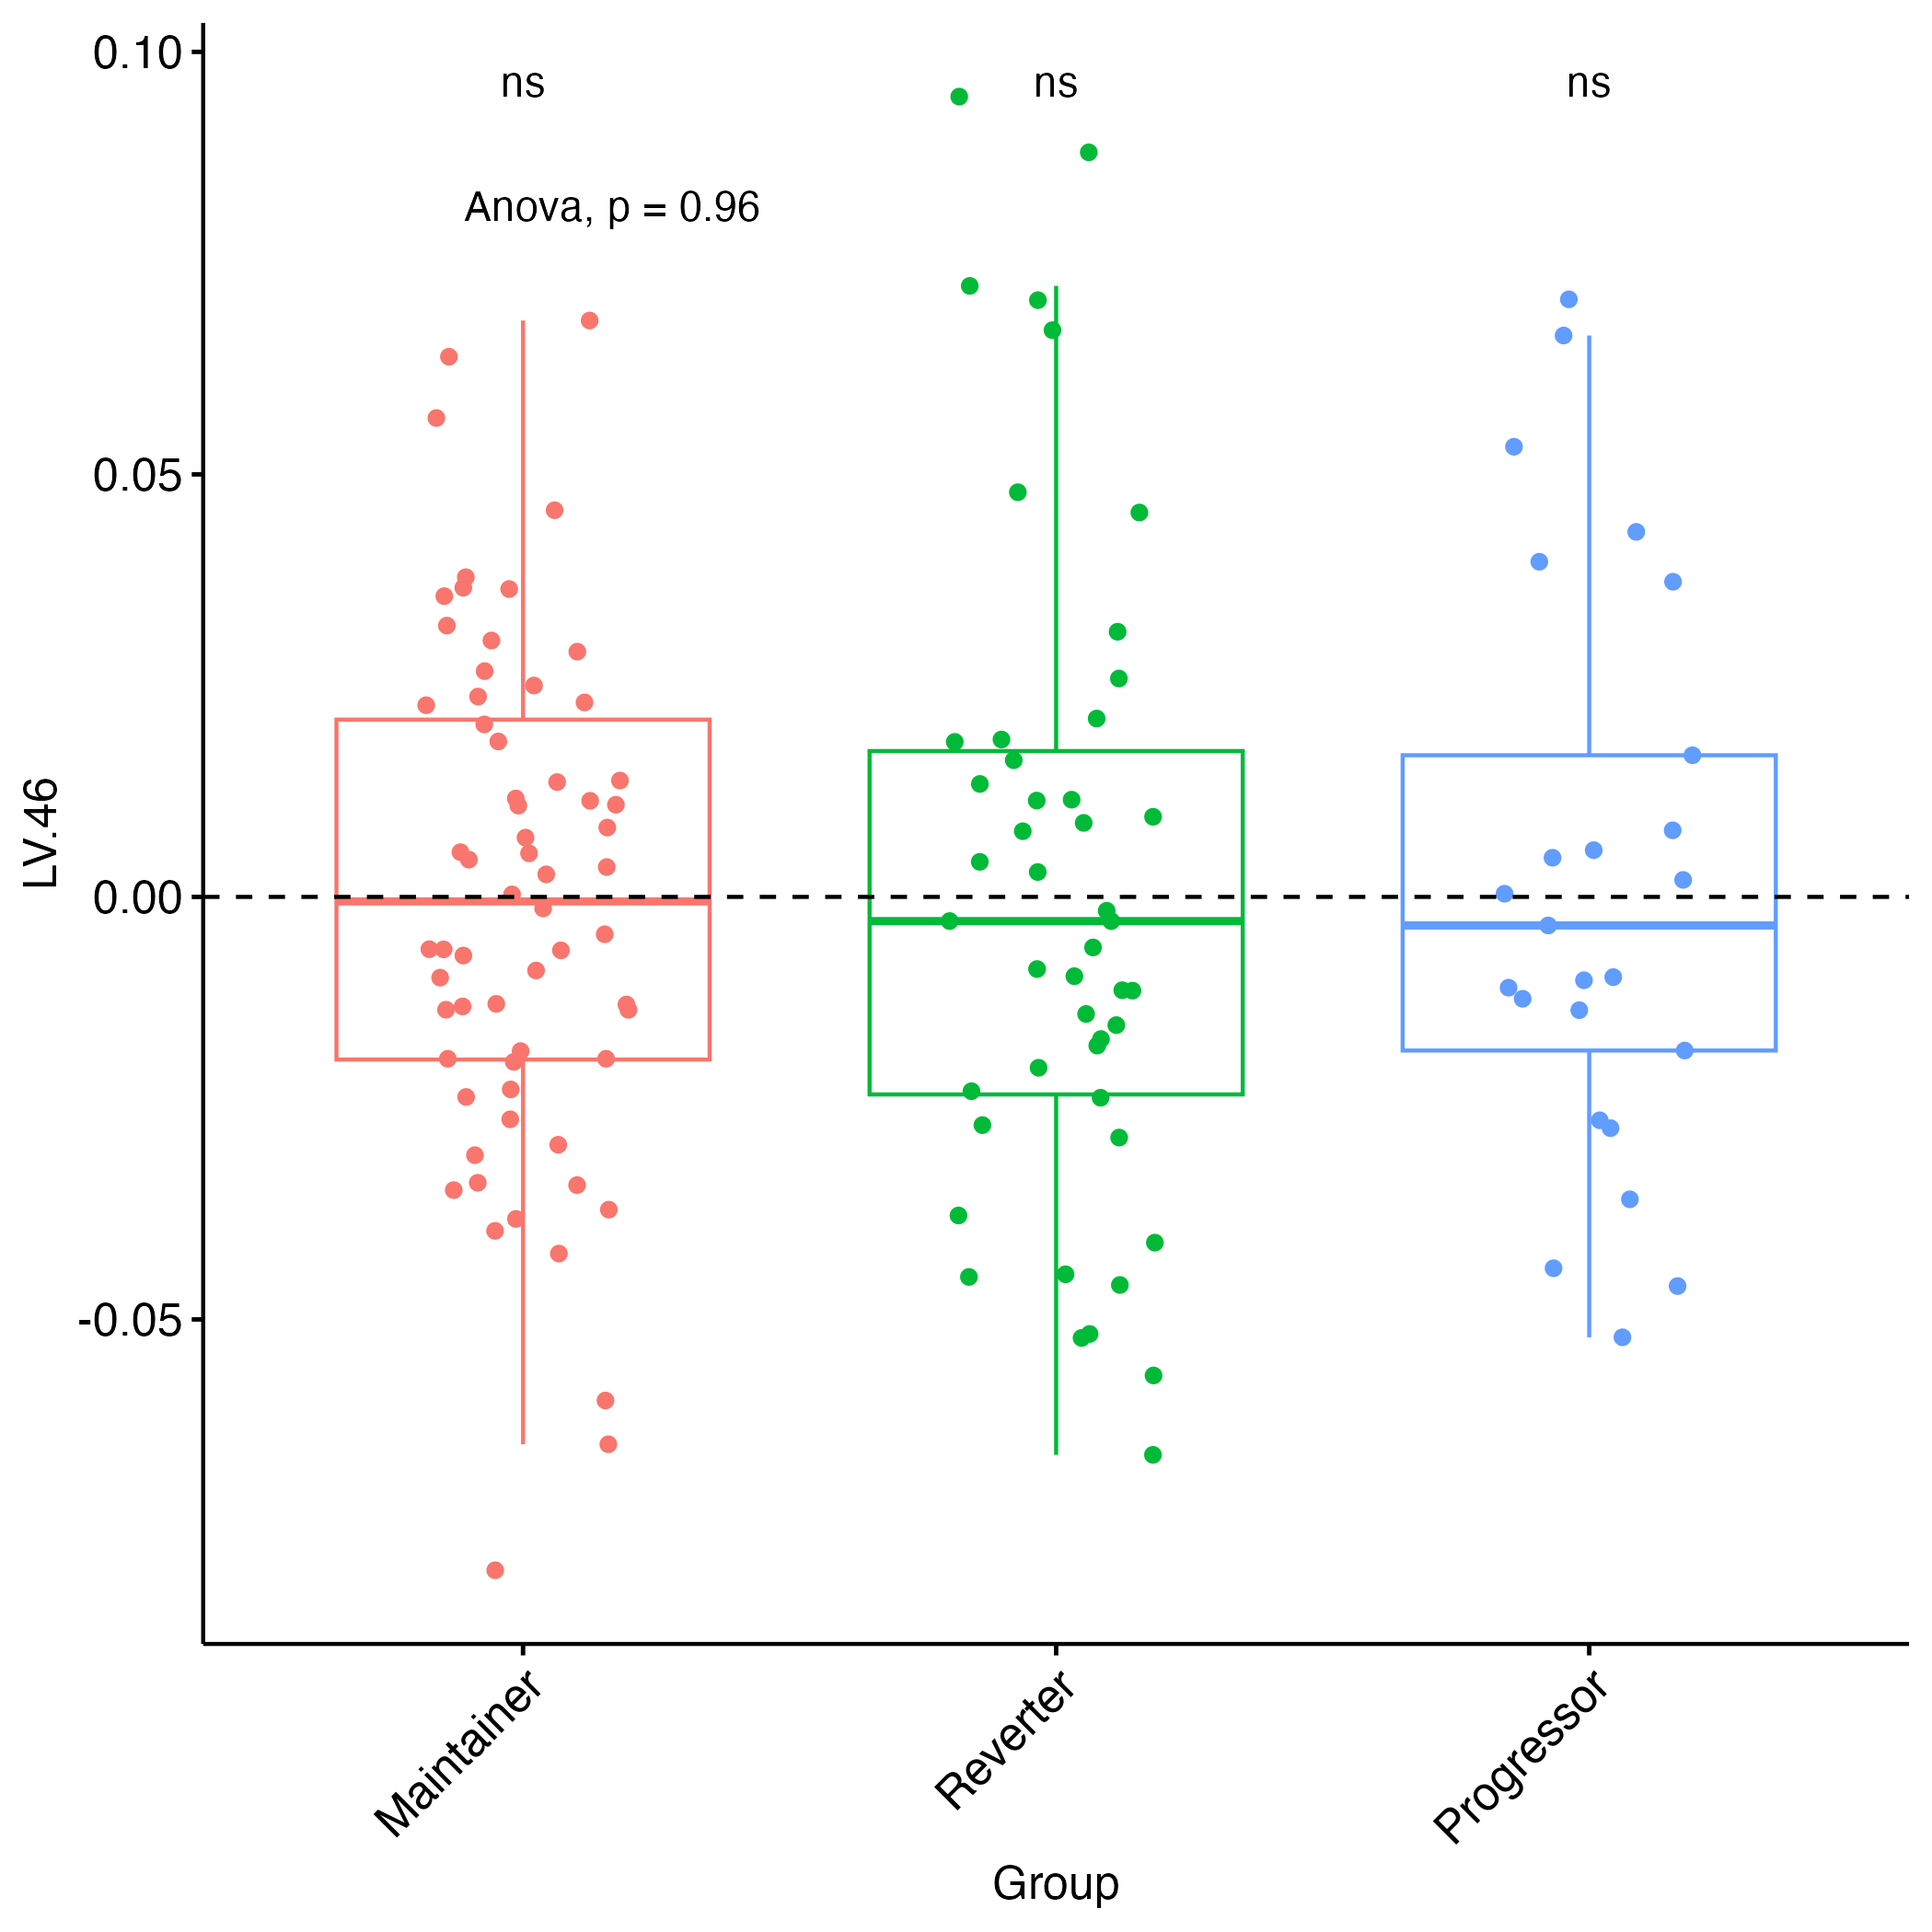 0.10
ns
ns
ns
Anova, p = 0.96
0.05
LV.46
0.00
-0.05
Maintainer
Reverter
Progressor
Group